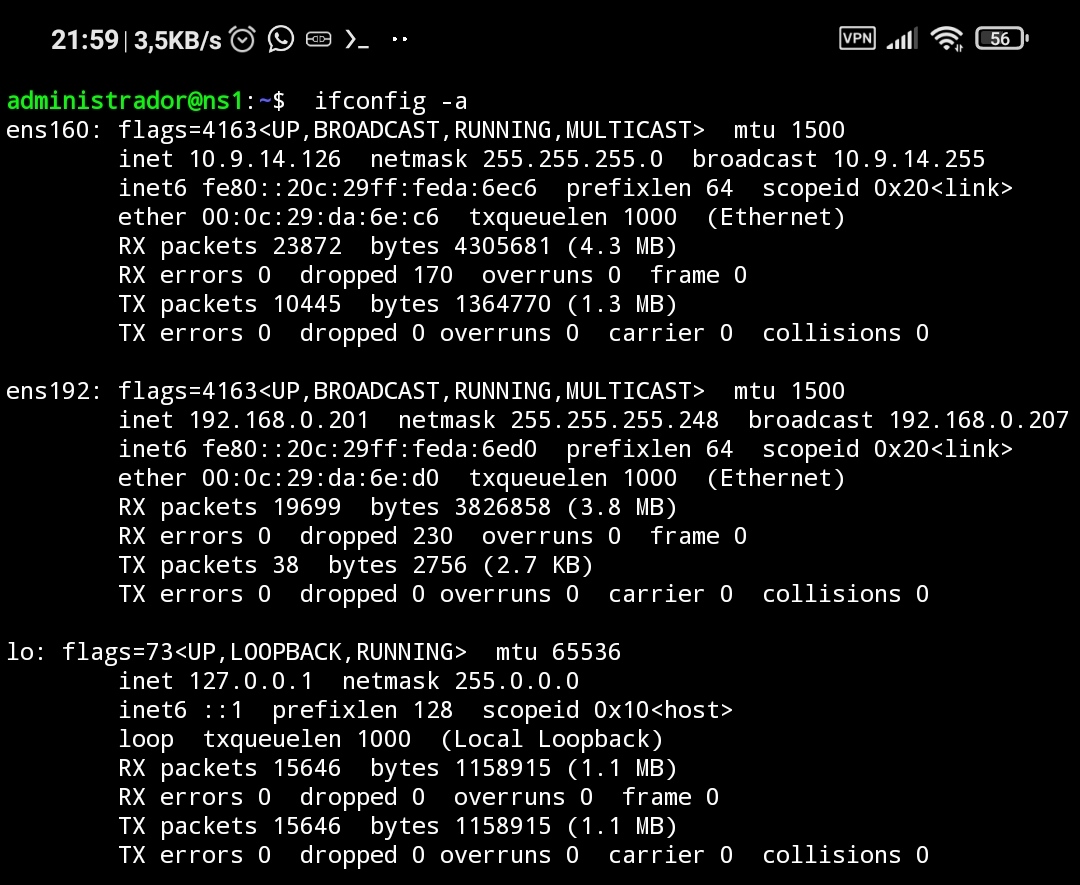 21:59 | 3,5KB/s
VPN 56
administrador@ns1:~$  ifconfig -a
ens160: flags=4163<UP,BROADCAST,RUNNING,MULTICAST>  mtu 1500
        inet 10.9.14.126  netmask 255.255.255.0  broadcast 10.9.14.255
        inet6 fe80::20c:29ff:feda:6ec6  prefixlen 64  scopeid 0x20<link>
        ether 00:0c:29:da:6e:c6  txqueuelen 1000  (Ethernet)
        RX packets 23872  bytes 4305681 (4.3 MB)
        RX errors 0  dropped 170  overruns 0  frame 0
        TX packets 10445  bytes 1364770 (1.3 MB)
        TX errors 0  dropped 0 overruns 0  carrier 0  collisions 0

ens192: flags=4163<UP,BROADCAST,RUNNING,MULTICAST>  mtu 1500
        inet 192.168.0.201  netmask 255.255.255.248  broadcast 192.168.0.207
        inet6 fe80::20c:29ff:feda:6ed0  prefixlen 64  scopeid 0x20<link>
        ether 00:0c:29:da:6e:d0  txqueuelen 1000  (Ethernet)
        RX packets 19699  bytes 3826858 (3.8 MB)
        RX errors 0  dropped 230  overruns 0  frame 0
        TX packets 38  bytes 2756 (2.7 KB)
        TX errors 0  dropped 0 overruns 0  carrier 0  collisions 0

lo: flags=73<UP,LOOPBACK,RUNNING>  mtu 65536
        inet 127.0.0.1  netmask 255.0.0.0
        inet6 ::1  prefixlen 128  scopeid 0x10<host>
        loop  txqueuelen 1000  (Local Loopback)
        RX packets 15646  bytes 1158915 (1.1 MB)
        RX errors 0  dropped 0  overruns 0  frame 0
        TX packets 15646  bytes 1158915 (1.1 MB)
        TX errors 0  dropped 0 overruns 0  carrier 0  collisions 0